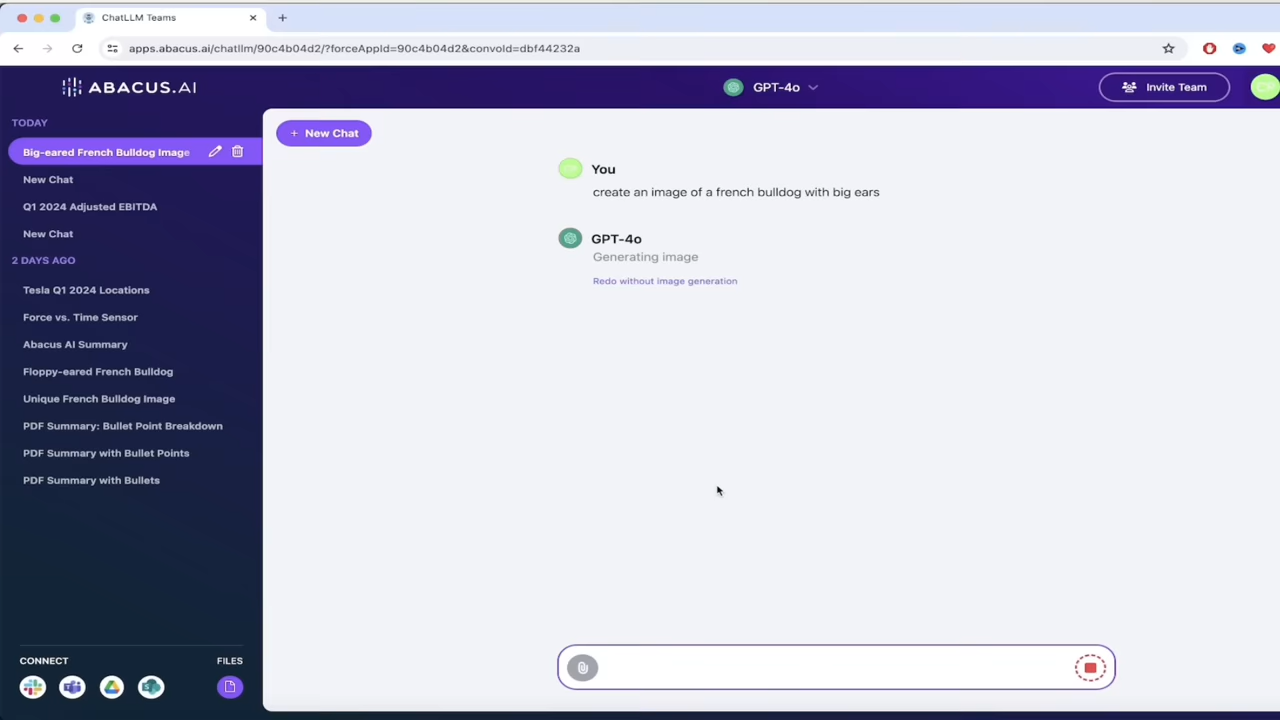 ChatLLM Teams
apps.abacus.ai/chatllm/90c4b04d2/?forceAppId=90c4b04d2&convoId=dbf44232a
ABACUS.AI
GPT-4o
Invite Team
CP
TODAY
Big-eared French Bulldog Image
New Chat
Q1 2024 Adjusted EBITDA
New Chat
2 DAYS AGO
Tesla Q1 2024 Locations
Force vs. Time Sensor
Abacus AI Summary
Floppy-eared French Bulldog
Unique French Bulldog Image
PDF Summary: Bullet Point Breakdown
PDF Summary with Bullet Points
PDF Summary with Bullets
CONNECT
FILES
+ New Chat
You
create an image of a french bulldog with big ears
GPT-4o
Generating image
Redo without image generation